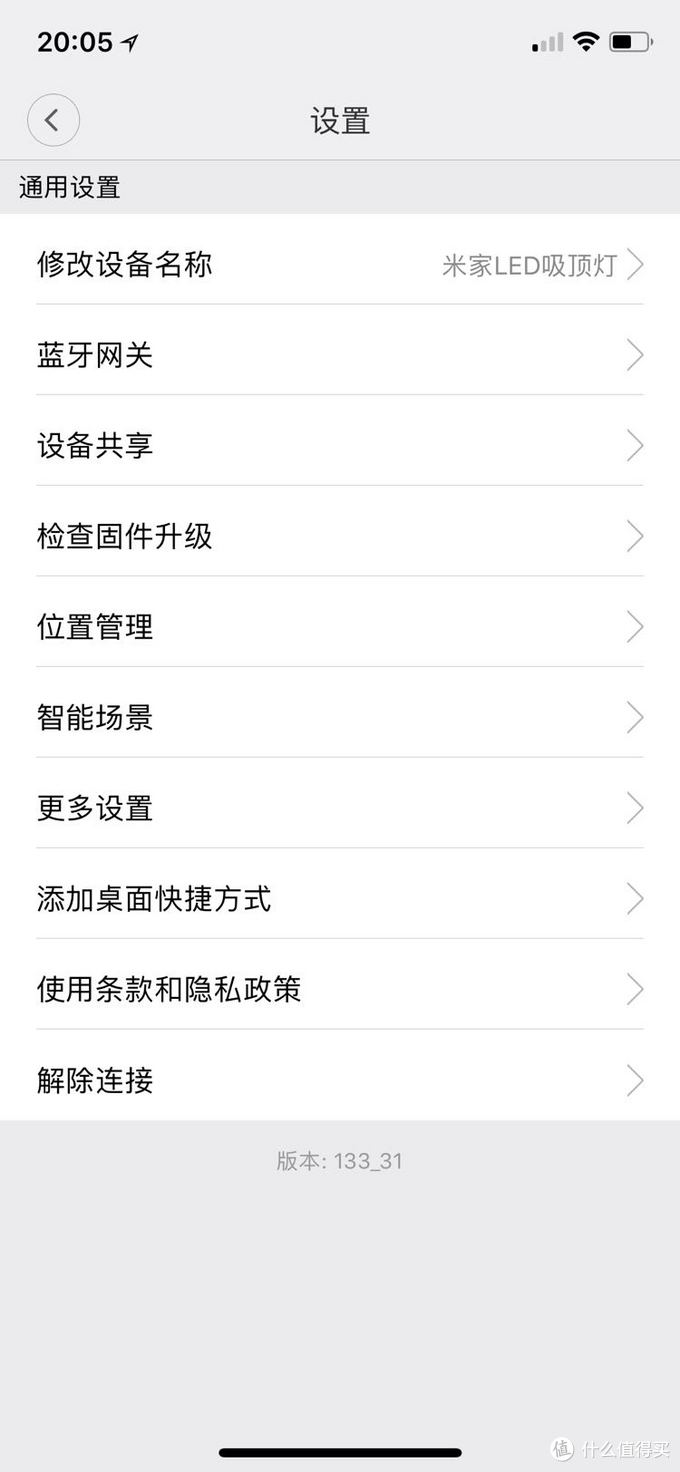 20:05
设置
通用设置
修改设备名称 米家LED吸顶灯
蓝牙网关
设备共享
检查固件升级
位置管理
智能场景
更多设置
添加桌面快捷方式
使用条款和隐私政策
解除连接
版本: 133_31
值 什么值得买